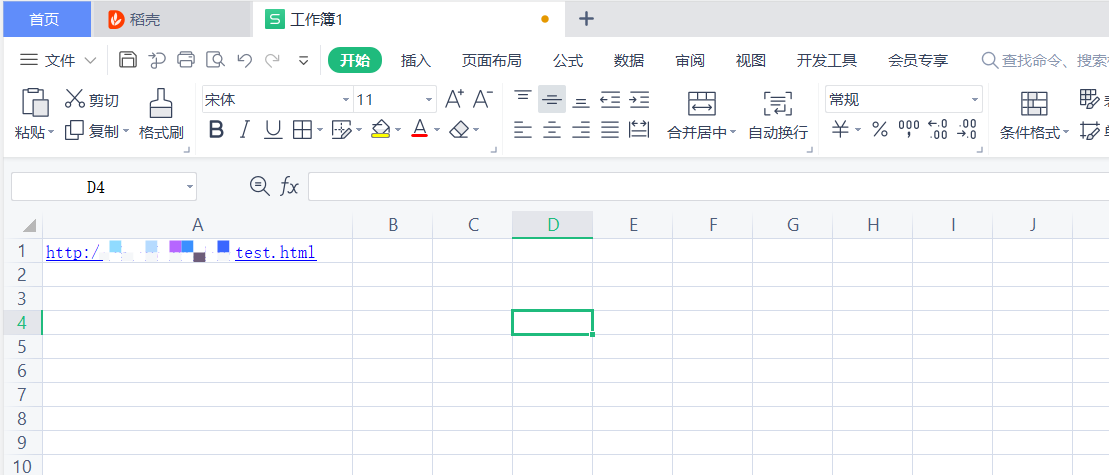 首页 稻壳 S 工作簿1
文件 开始 插入 页面布局 公式 数据 审阅 视图 开发工具 会员专享 查找命令、搜索
剪切 宋体 11 A+ A- 常规
粘贴 复制 格式刷 B I U A 合并居中 自动换行 ¥ % 000 .00 .00 .0 条件格式
D4 fx
A B C D E F G H I J
1 http:/ test.html
2
3
4
5
6
7
8
9
10